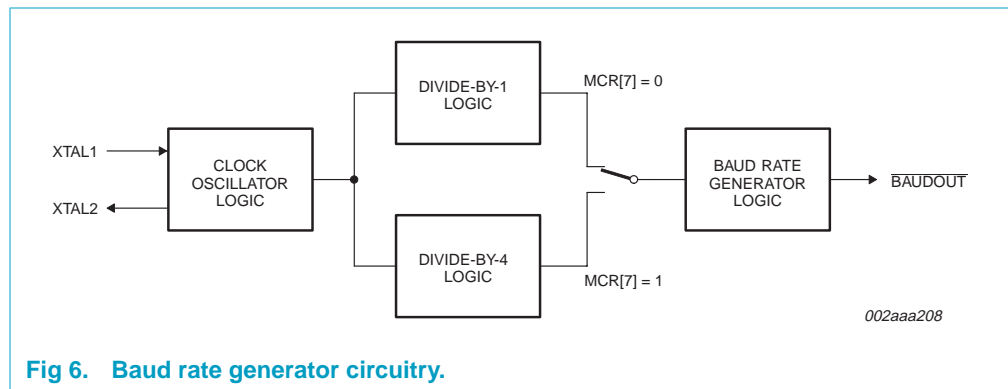 DIVIDE-BY-1
LOGIC
MCR[7] = 0
XTAL1
XTAL2
CLOCK
OSCILLATOR
LOGIC
BAUD RATE
GENERATOR
LOGIC
BAUDOUT
DIVIDE-BY-4
LOGIC
MCR[7] = 1
002aaa208
Fig 6. Baud rate generator circuitry.